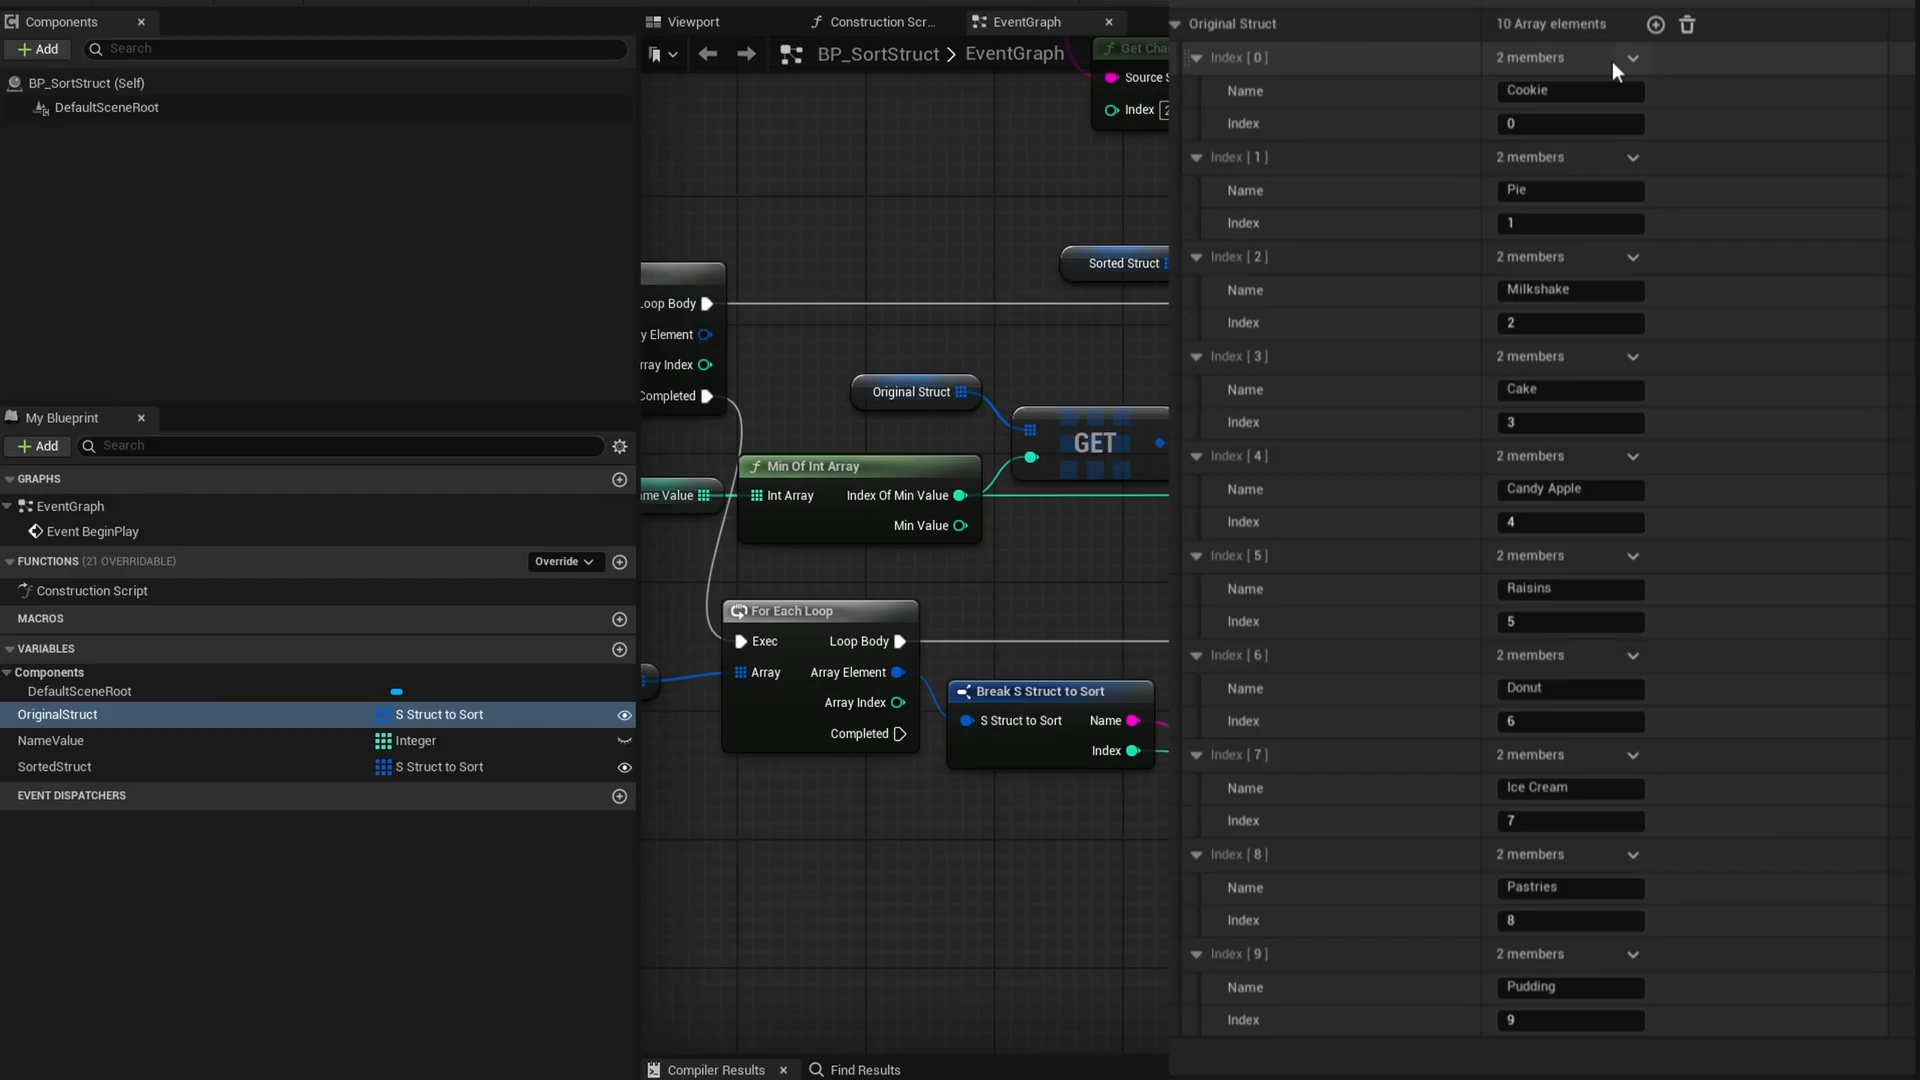 Components
Add
Search
BP_SortStruct (Self)
DefaultSceneRoot
My Blueprint
Add
Search
GRAPHS
EventGraph
Event BeginPlay
FUNCTIONS (21 OVERRIDABLE)
Override
Construction Script
MACROS
VARIABLES
Components
DefaultSceneRoot
OriginalStruct
S Struct to Sort
NameValue
Integer
SortedStruct
S Struct to Sort
EVENT DISPATCHERS
Viewport
Construction Scr...
EventGraph
BP_SortStruct > EventGraph
Get Cha
Source S
Index 2
Sorted Struct
Loop Body
y Element
rray Index
Completed
Original Struct
GET
me Value
Min Of Int Array
Int Array
Index Of Min Value
Min Value
For Each Loop
Exec
Loop Body
Array
Array Element
Array Index
Completed
Break S Struct to Sort
S Struct to Sort
Name
Index
Compiler Results
Find Results
Original Struct
10 Array elements
Index [ 0 ]
2 members
Name
Cookie
Index
0
Index [ 1 ]
2 members
Name
Pie
Index
1
Index [ 2 ]
2 members
Name
Milkshake
Index
2
Index [ 3 ]
2 members
Name
Cake
Index
3
Index [ 4 ]
2 members
Name
Candy Apple
Index
4
Index [ 5 ]
2 members
Name
Raisins
Index
5
Index [ 6 ]
2 members
Name
Donut
Index
6
Index [ 7 ]
2 members
Name
Ice Cream
Index
7
Index [ 8 ]
2 members
Name
Pastries
Index
8
Index [ 9 ]
2 members
Name
Pudding
Index
9